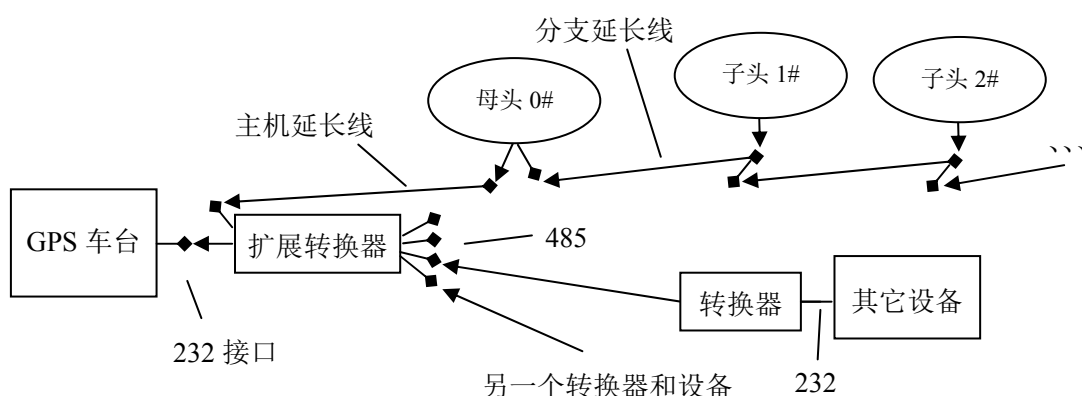 分支延长线
子头 1#
子头 2#
母头 0#
主机延长线
、、、
GPS 车台
扩展转换器
485
转换器
其它设备
232 接口
另一个转换器和设备
232